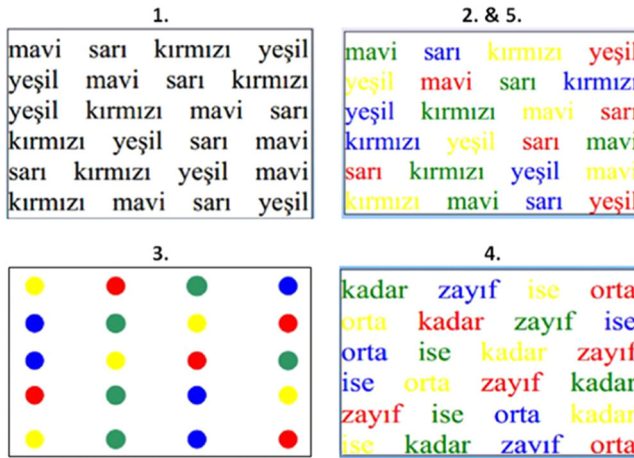 1.
mavi sarı kırmızı yeşil
yeşil mavi sarı kırmızı
yeşil kırmızı mavi sarı
kırmızı yeşil sarı mavi
sarı kırmızı yeşil mavi
kırmızı mavi sarı yeşil
2. & 5.
mavi sarı kırmızı yeşil
yeşil mavi sarı kırmızı
yeşil kırmızı mavi sarı
kırmızı yeşil sarı mavi
sarı kırmızı yeşil mavi
kırmızı mavi sarı yeşil
3.
4.
kadar zayıf ise orta
orta kadar zayıf ise
orta ise kadar zayıf
ise orta zayıf kadar
zayıf ise orta kadar
ise kadar zayıf orta